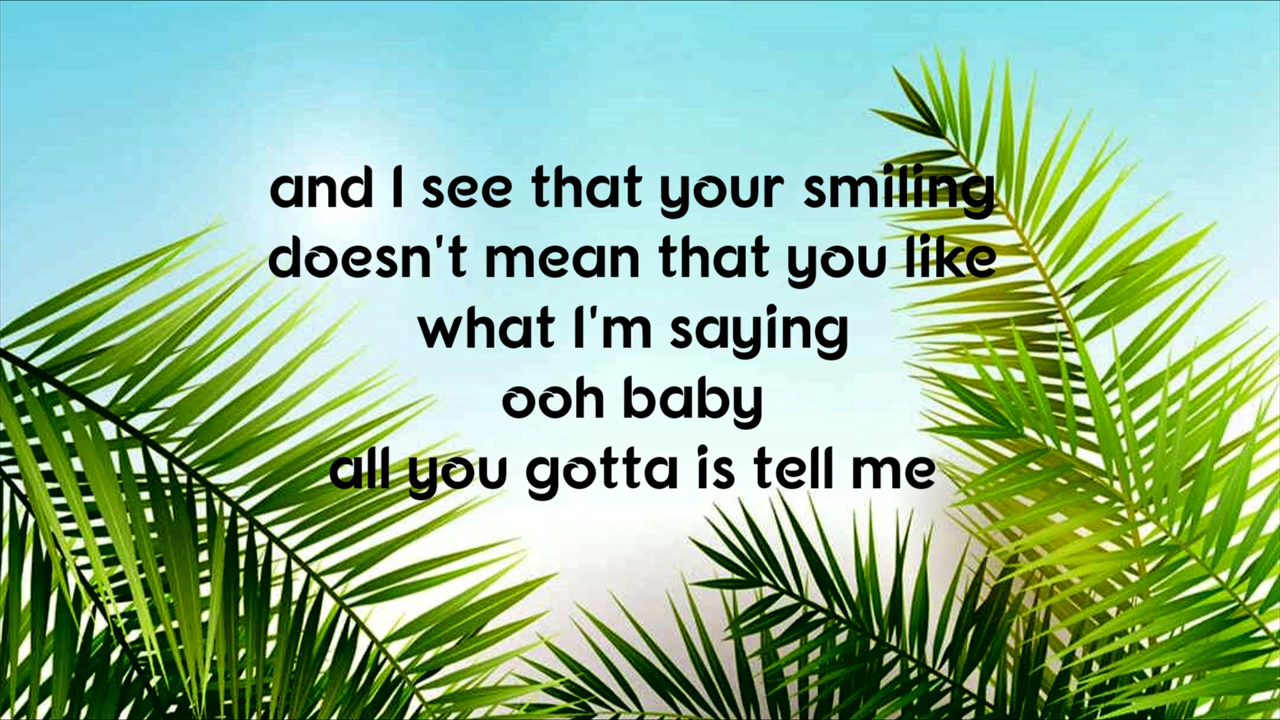 and I see that your smiling
doesn't mean that you like
what I'm saying
ooh baby
all you gotta is tell me